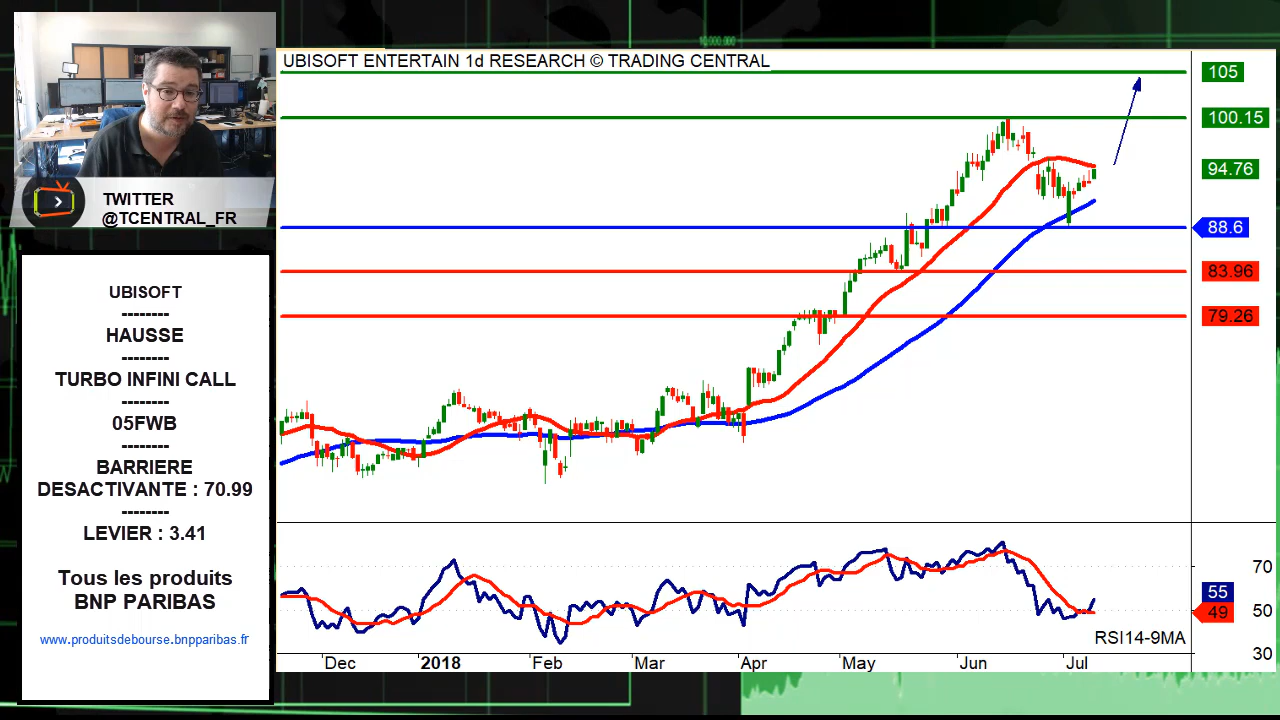 TWITTER
@TCENTRAL_FR
UBISOFT
--------
HAUSSE
--------
TURBO INFINI CALL
--------
05FWB
--------
BARRIERE
DESACTIVANTE : 70.99
--------
LEVIER : 3.41
Tous les produits
BNP PARIBAS
www.produitsdebourse.bnpparibas.fr
UBISOFT ENTERTAIN 1d RESEARCH © TRADING CENTRAL
105
100.15
94.76
88.6
83.96
79.26
70
55
50
49
30
RSI14-9MA
Dec 2018 Feb Mar Apr May Jun Jul